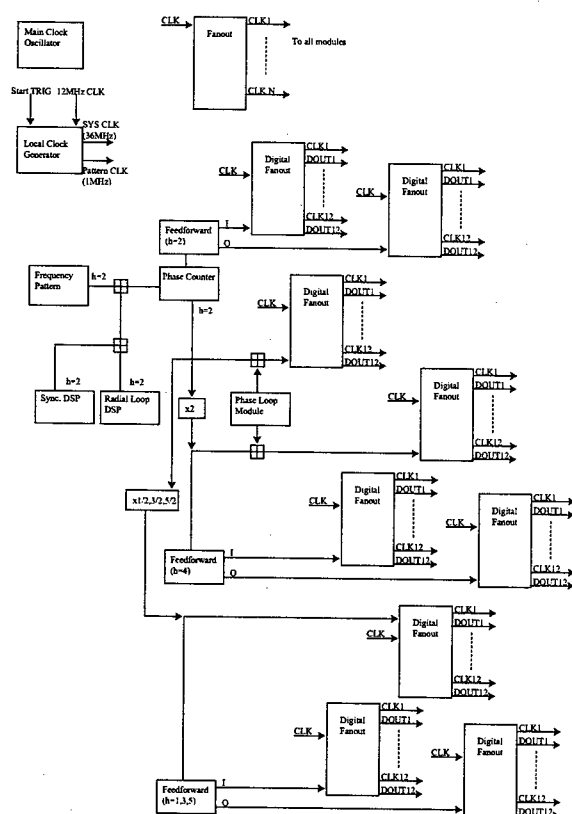 Main Clock
Oscillator
CLK
Fanout
CLK1
To all modules
CLK N
Start TRIG 12MHz CLK
Local Clock
Generator
SYS CLK
(36MHz)
Pattern CLK
(1MHz)
CLK
Digital
Fanout
CLK1
DOUT1
CLK12
DOUT12
CLK
Digital
Fanout
CLK1
DOUT1
CLK12
DOUT12
Feedforward
(h=2)
I
Q
Frequency
Pattern
h=2
Phase Counter
h=2
CLK
Digital
Fanout
CLK1
DOUT1
CLK12
DOUT12
h=2
h=2
Sync. DSP
Radial Loop
DSP
x2
Phase Loop
Module
CLK
Digital
Fanout
CLK1
DOUT1
CLK12
DOUT12
x1/2,3/2,5/2
CLK
Digital
Fanout
CLK1
DOUT1
CLK12
DOUT12
CLK
Digital
Fanout
CLK1
DOUT1
CLK12
DOUT12
Feedforward
(h=4)
I
Q
CLK
Digital
Fanout
CLK1
DOUT1
CLK12
DOUT12
CLK
Digital
Fanout
CLK1
DOUT1
CLK12
DOUT12
CLK
Digital
Fanout
CLK1
DOUT1
CLK12
DOUT12
Feedforward
(h=1,3,5)
I
Q